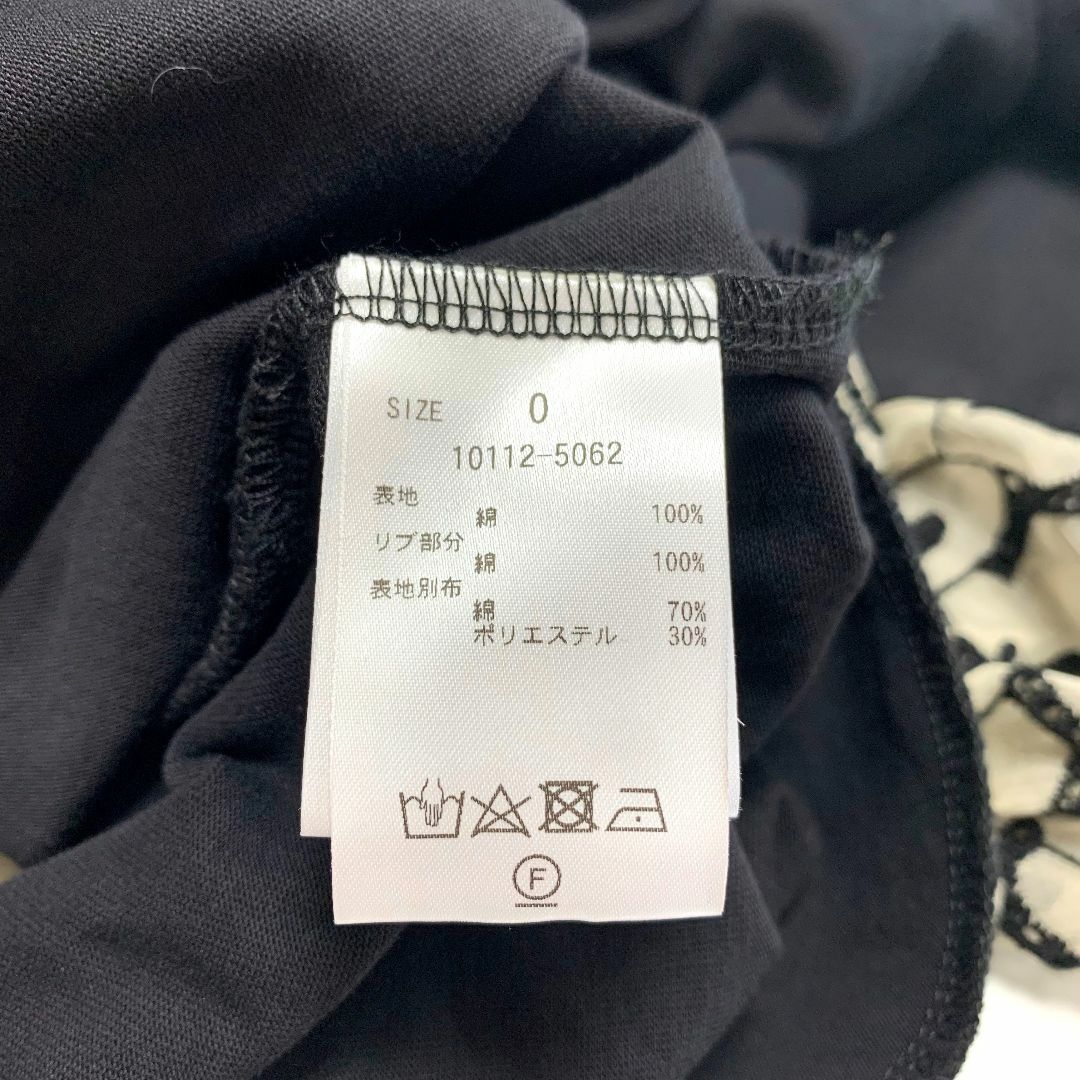 SIZE 0
10112-5062
表地
綿 100%
リブ部分
綿 100%
表地別布
綿 70%
ポリエステル 30%
F